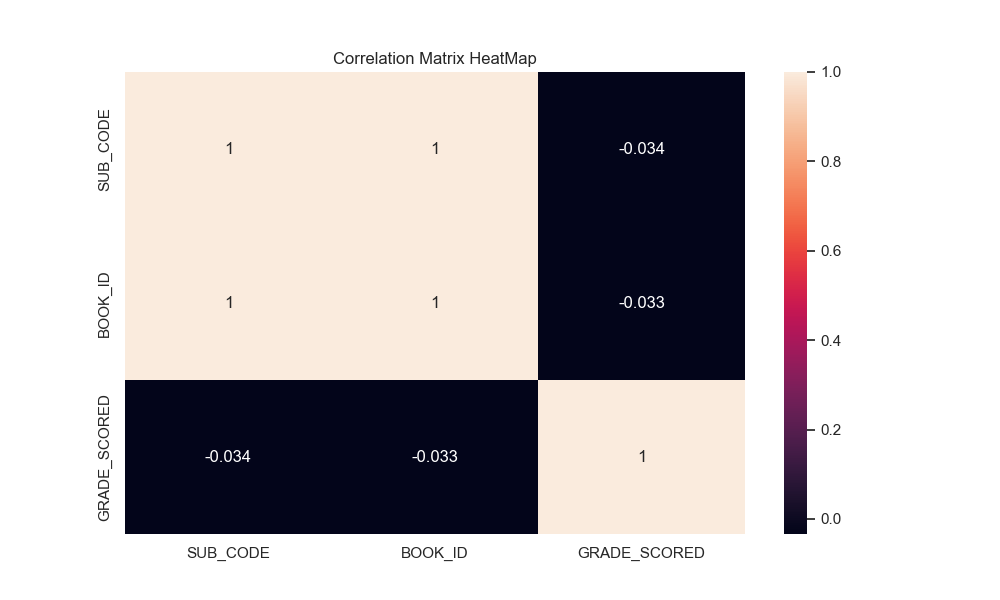 Correlation Matrix HeatMap
SUB_CODE
1
1
-0.034
BOOK_ID
1
1
-0.033
GRADE_SCORED
-0.034
-0.033
1
SUB_CODE
BOOK_ID
GRADE_SCORED
1.0
0.8
0.6
0.4
0.2
0.0